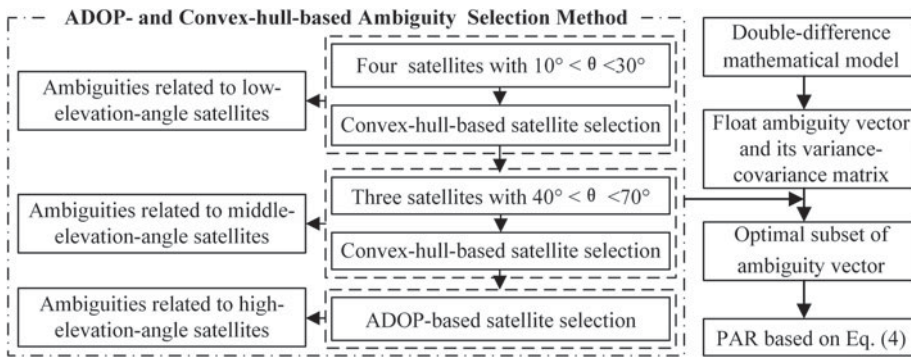 ADOP- and Convex-hull-based Ambiguity Selection Method
Four satellites with 10° < θ <30°
Convex-hull-based satellite selection
Ambiguities related to low-
elevation-angle satellites
Three satellites with 40° < θ <70°
Convex-hull-based satellite selection
Ambiguities related to middle-
elevation-angle satellites
ADOP-based satellite selection
Ambiguities related to high-
elevation-angle satellites
Double-difference
mathematical model
Float ambiguity vector
and its variance-
covariance matrix
Optimal subset of
ambiguity vector
PAR based on Eq. (4)